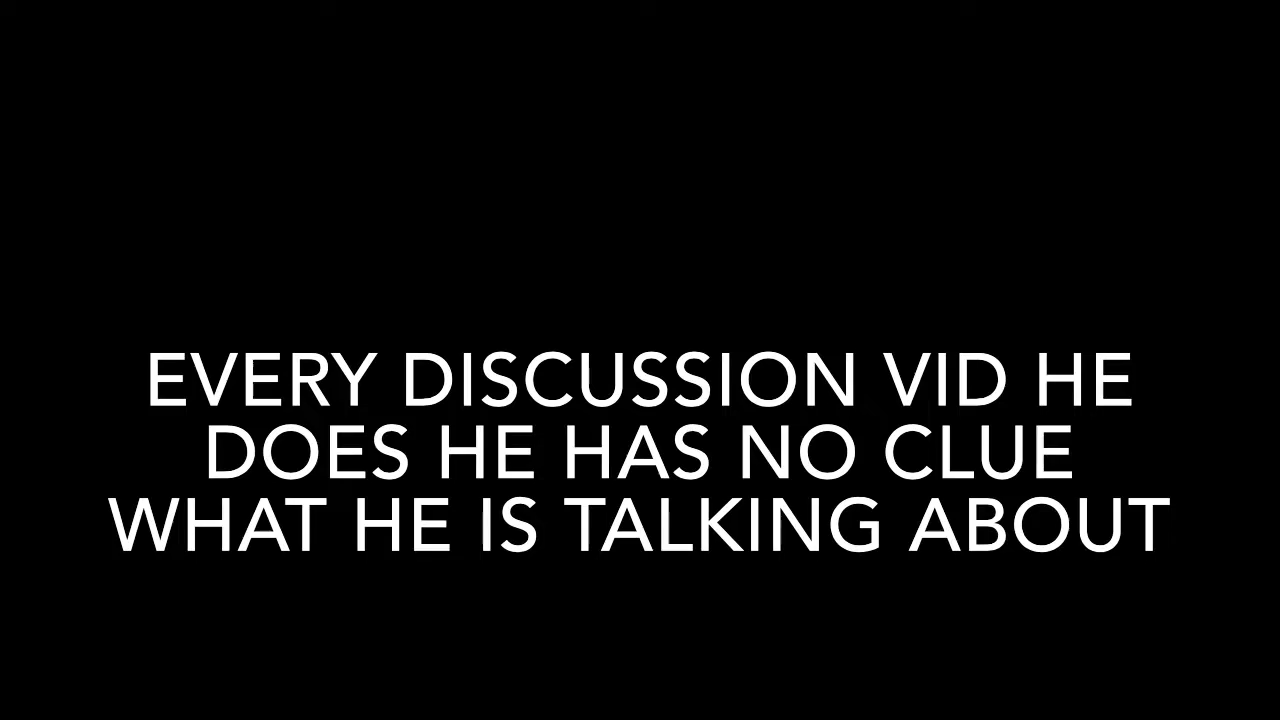 EVERY DISCUSSION VID HE
DOES HE HAS NO CLUE
WHAT HE IS TALKING ABOUT